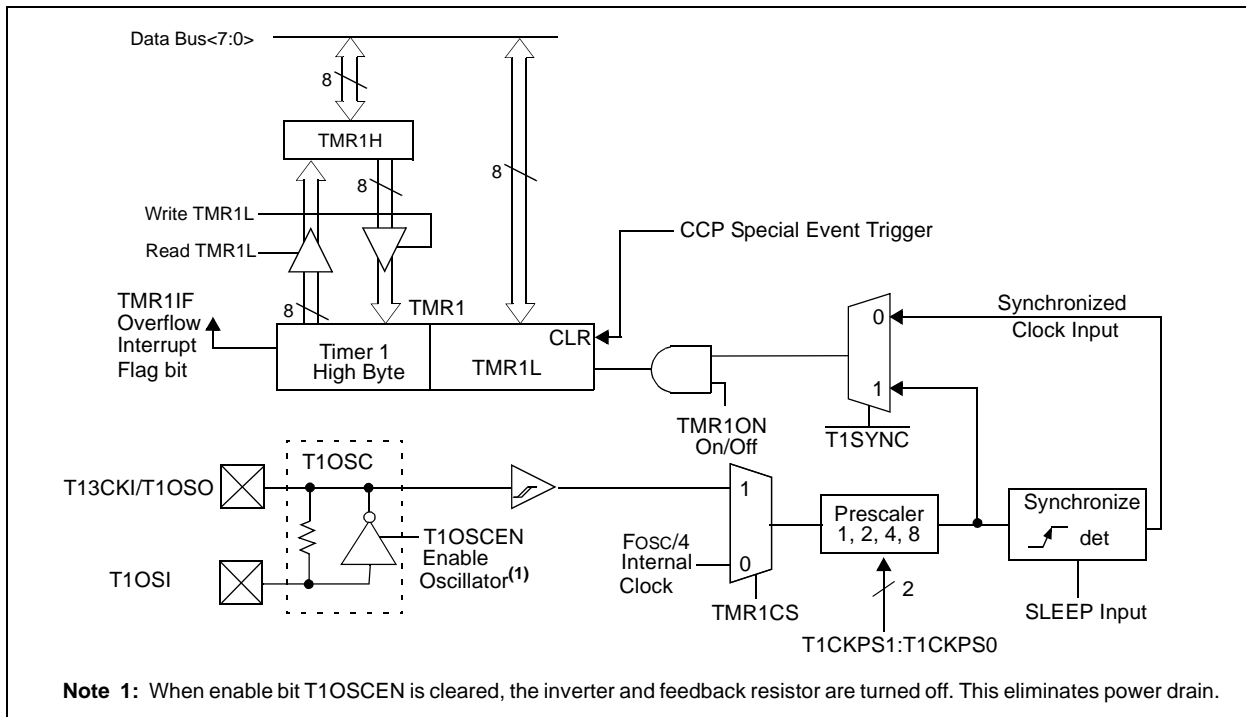 Data Bus<7:0>
8
TMR1H
8
8
Write TMR1L
CCP Special Event Trigger
Read TMR1L
TMR1IF
Overflow
Interrupt
Flag bit
8
TMR1
Timer 1
High Byte
TMR1L
CLR
0
1
Synchronized
Clock Input
TMR1ON
On/Off
T1SYNC
T1OSC
T13CKI/T1OSO
T1OSI
T1OSCEN
Enable
Oscillator(1)
FOSC/4
Internal
Clock
1
0
TMR1CS
Prescaler
1, 2, 4, 8
2
T1CKPS1:T1CKPS0
Synchronize
det
SLEEP Input
Note 1: When enable bit T1OSCEN is cleared, the inverter and feedback resistor are turned off. This eliminates power drain.